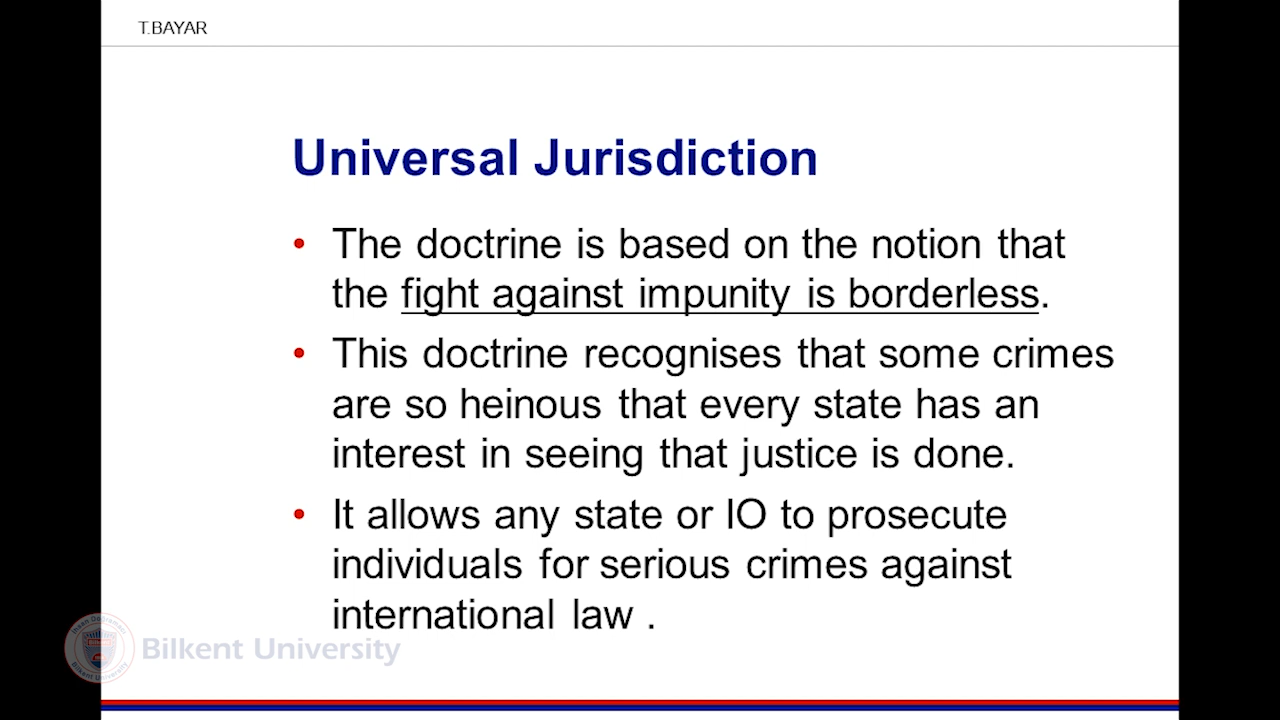 T.BAYAR
Universal Jurisdiction
• The doctrine is based on the notion that
the fight against impunity is borderless.
• This doctrine recognises that some crimes
are so heinous that every state has an
interest in seeing that justice is done.
• It allows any state or IO to prosecute
individuals for serious crimes against
international law .
Bilkent University